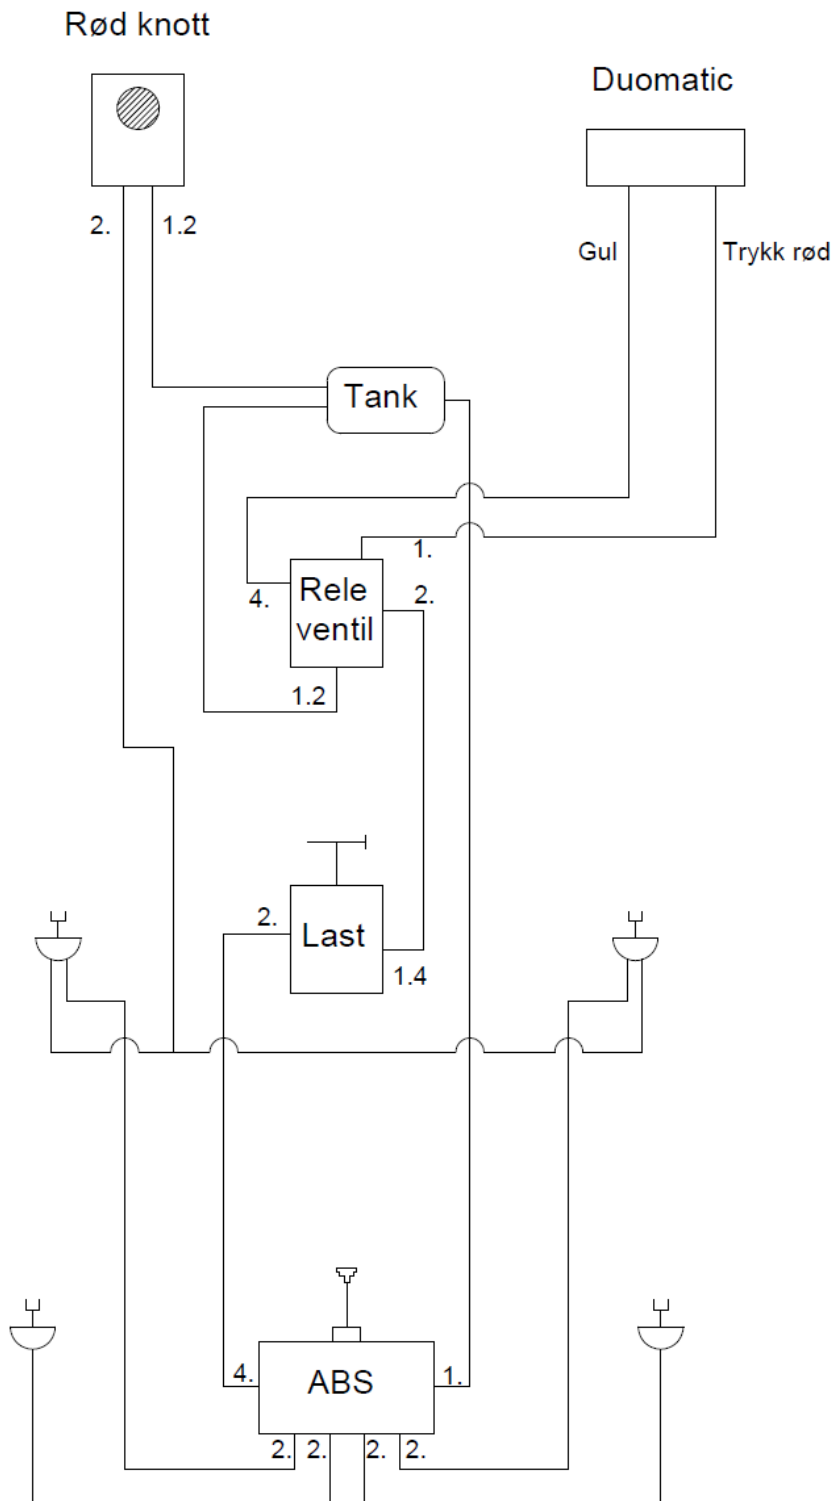 Rød knott
Duomatic
2.
1.2
Gul
Trykk rød
Tank
1.
4.
Rele
ventil
2.
1.2
2.
Last
1.4
4.
ABS
1.
2.
2.
2.
2.